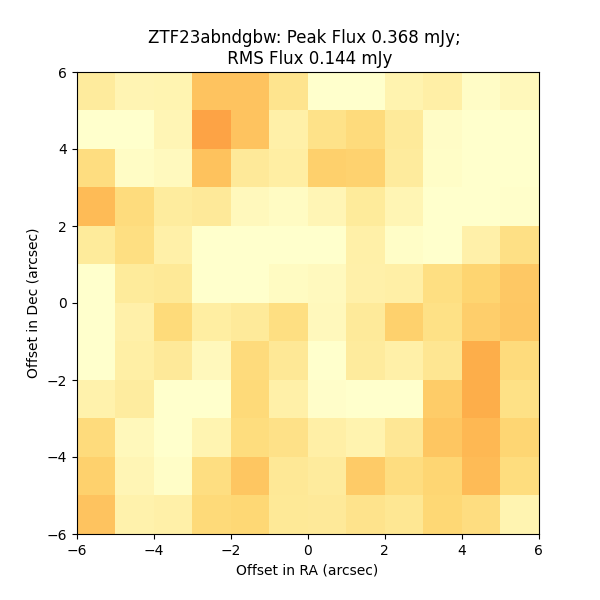 ZTF23abndgbw: Peak Flux 0.368 mJy;
RMS Flux 0.144 mJy
6
4
2
0
−2
−4
−6
Offset in Dec (arcsec)
−6 −4 −2 0 2 4 6
Offset in RA (arcsec)